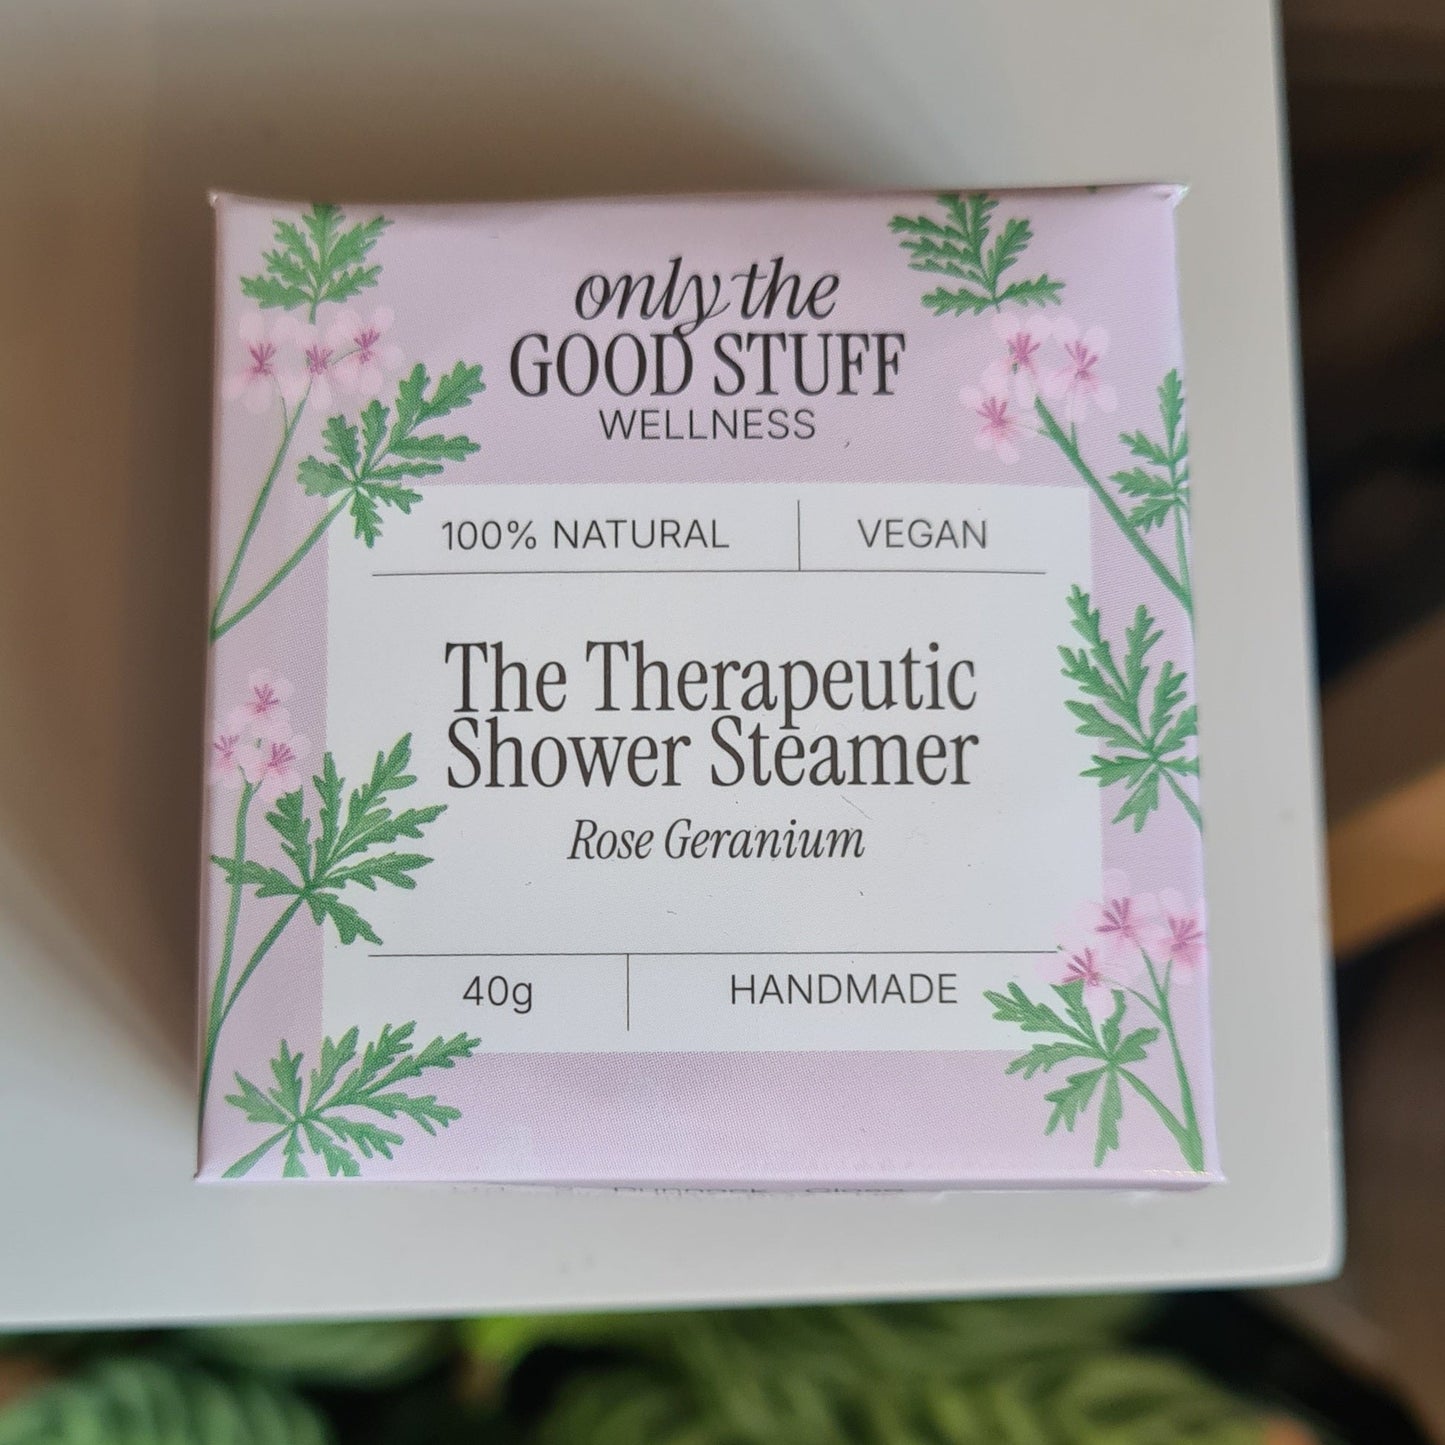 only the
GOOD STUFF
WELLNESS
100% NATURAL
VEGAN
The Therapeutic
Shower Steamer
Rose Geranium
40g
HANDMADE